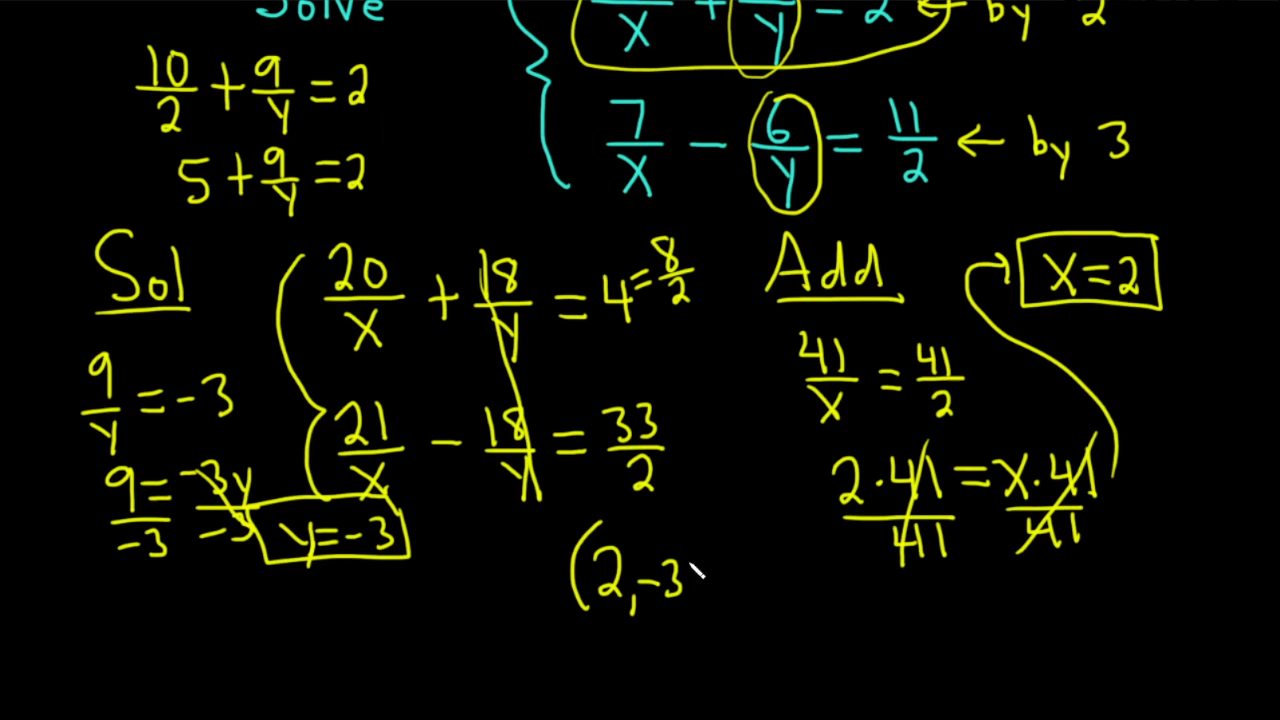 Solve
x + y = 2 ← by 2
10/2 + 9/y = 2
7/x - 6/y = 11/2 ← by 3
5 + 9/y = 2
Sol
20/x + 18/y = 4 = 8/2
Add
x = 2
9/y = -3
41/x = 41/2
21/x - 18/y = 33/2
9/-3 = -3y/-3
y = -3
2·41/41 = x·41/41
(2, -3